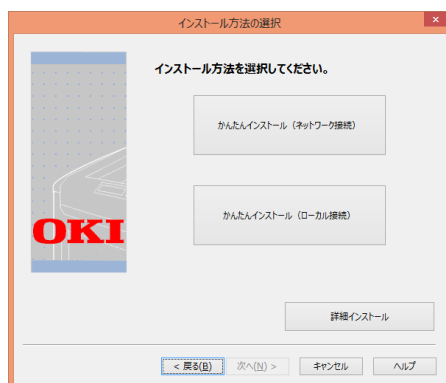 インストール方法の選択
×
インストール方法を選択してください。
かんたんインストール（ネットワーク接続）
かんたんインストール（ローカル接続）
OKI
詳細インストール
< 戻る(B)
次へ(N) >
キャンセル
ヘルプ